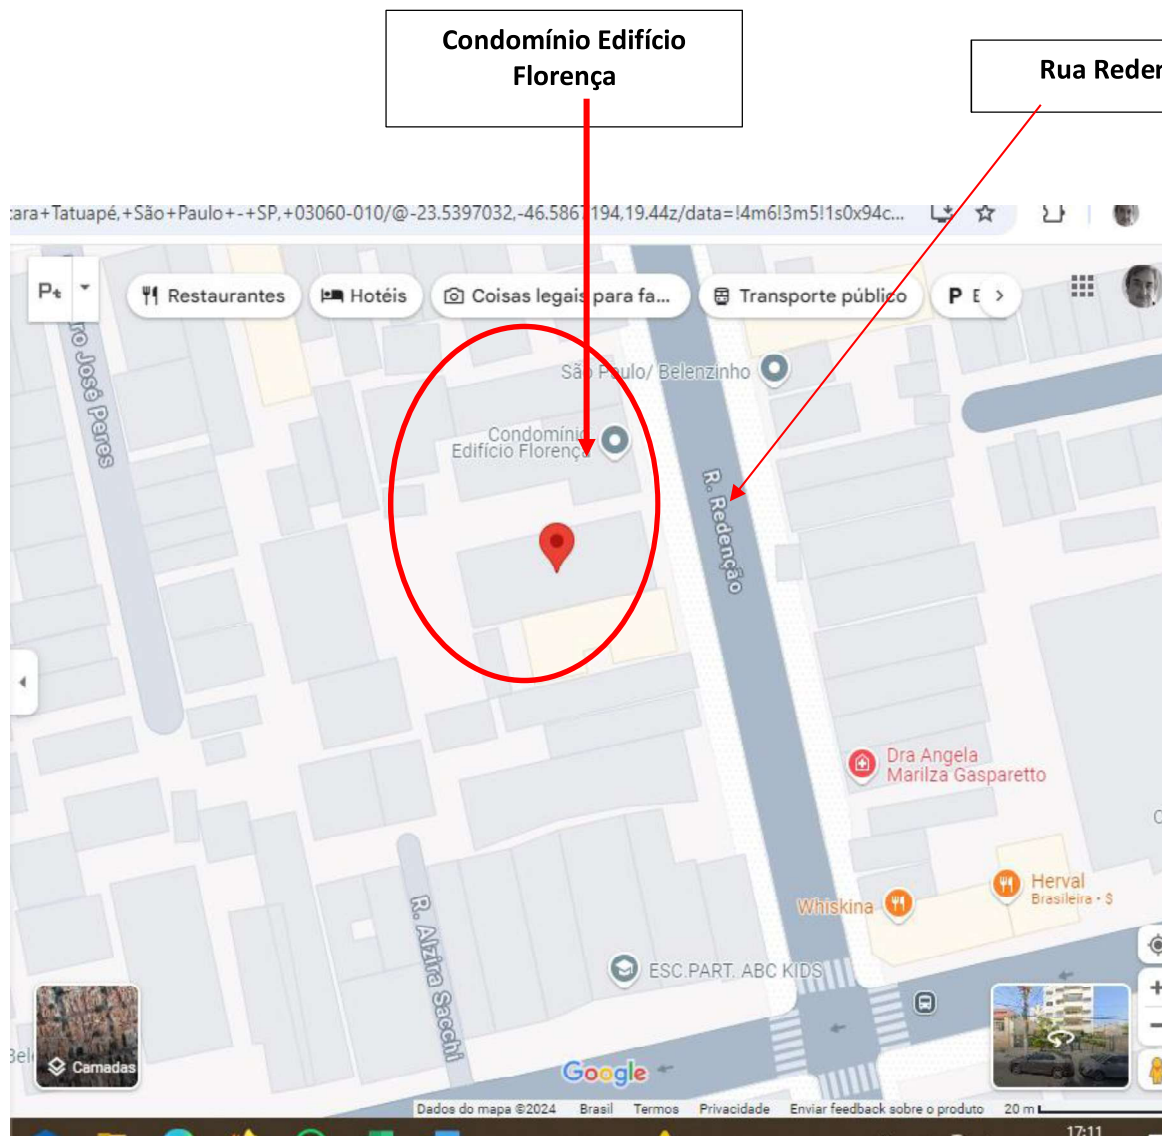 Condomínio Edifício
Florença
Rua Reden
cara+Tatuapé,+São+Paulo+-+SP,+03060-010/@-23.5397032,-46.5867194,19.44z/data=!4m6!3m5!1s0x94c...
Restaurantes
Hotéis
Coisas legais para fa...
Transporte público
P E
ro José Peres
São Paulo/ Belenzinho
Condomínio
Edifício Florença
R. Redenção
Dra Angela
Marilza Gasparetto
Herval
Brasileira · $
Whiskina
R. Alzira Sacchi
ESC.PART. ABC KIDS
Bel
Camadas
Google
Dados do mapa ©2024 Brasil Termos Privacidade Enviar feedback sobre o produto 20 m
17:11